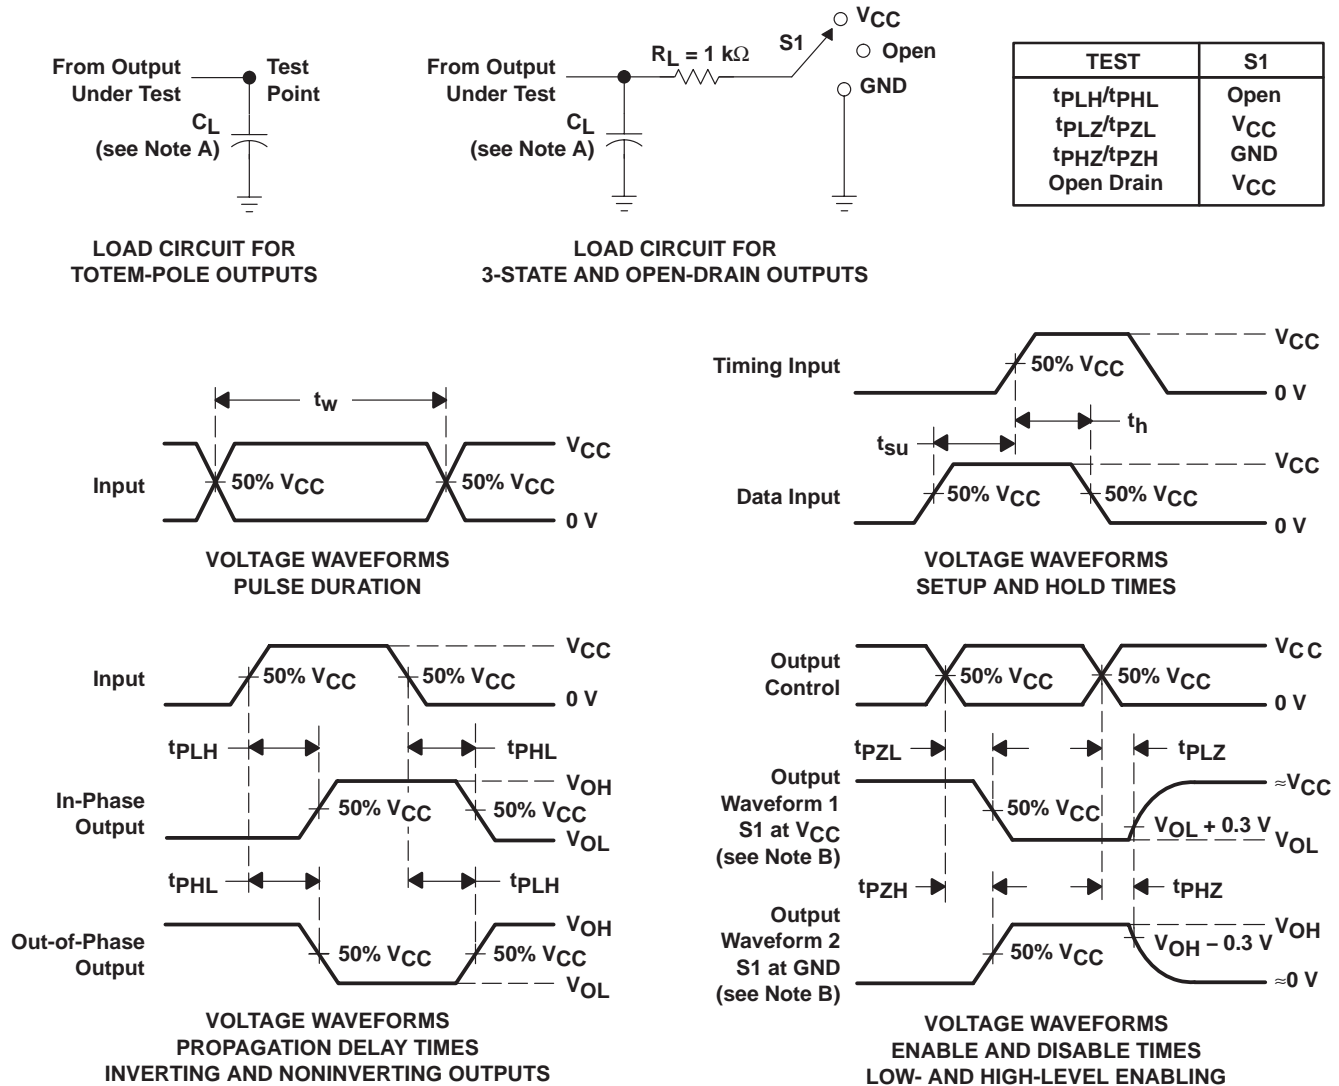 From Output
Under Test
Test
Point
CL
(see Note A)
LOAD CIRCUIT FOR
TOTEM-POLE OUTPUTS
From Output
Under Test
RL = 1 kΩ
S1
VCC
Open
GND
CL
(see Note A)
LOAD CIRCUIT FOR
3-STATE AND OPEN-DRAIN OUTPUTS
TEST S1
tPLH/tPHL Open
tPLZ/tPZL VCC
tPHZ/tPZH GND
Open Drain VCC
tw
Input
50% VCC
50% VCC
VCC
0 V
VOLTAGE WAVEFORMS
PULSE DURATION
Timing Input
50% VCC
VCC
0 V
tsu
th
Data Input
50% VCC
50% VCC
VCC
0 V
VOLTAGE WAVEFORMS
SETUP AND HOLD TIMES
Input
50% VCC
50% VCC
VCC
0 V
tPLH
tPHL
In-Phase
Output
50% VCC
50% VCC
VOH
VOL
tPHL
tPLH
Out-of-Phase
Output
50% VCC
50% VCC
VOH
VOL
VOLTAGE WAVEFORMS
PROPAGATION DELAY TIMES
INVERTING AND NONINVERTING OUTPUTS
Output
Control
50% VCC
50% VCC
VCC
0 V
tPZL
tPLZ
Output
Waveform 1
S1 at VCC
(see Note B)
50% VCC
≈VCC
VOL + 0.3 V
VOL
tPZH
tPHZ
Output
Waveform 2
S1 at GND
(see Note B)
50% VCC
VOH
VOH − 0.3 V
≈0 V
VOLTAGE WAVEFORMS
ENABLE AND DISABLE TIMES
LOW- AND HIGH-LEVEL ENABLING